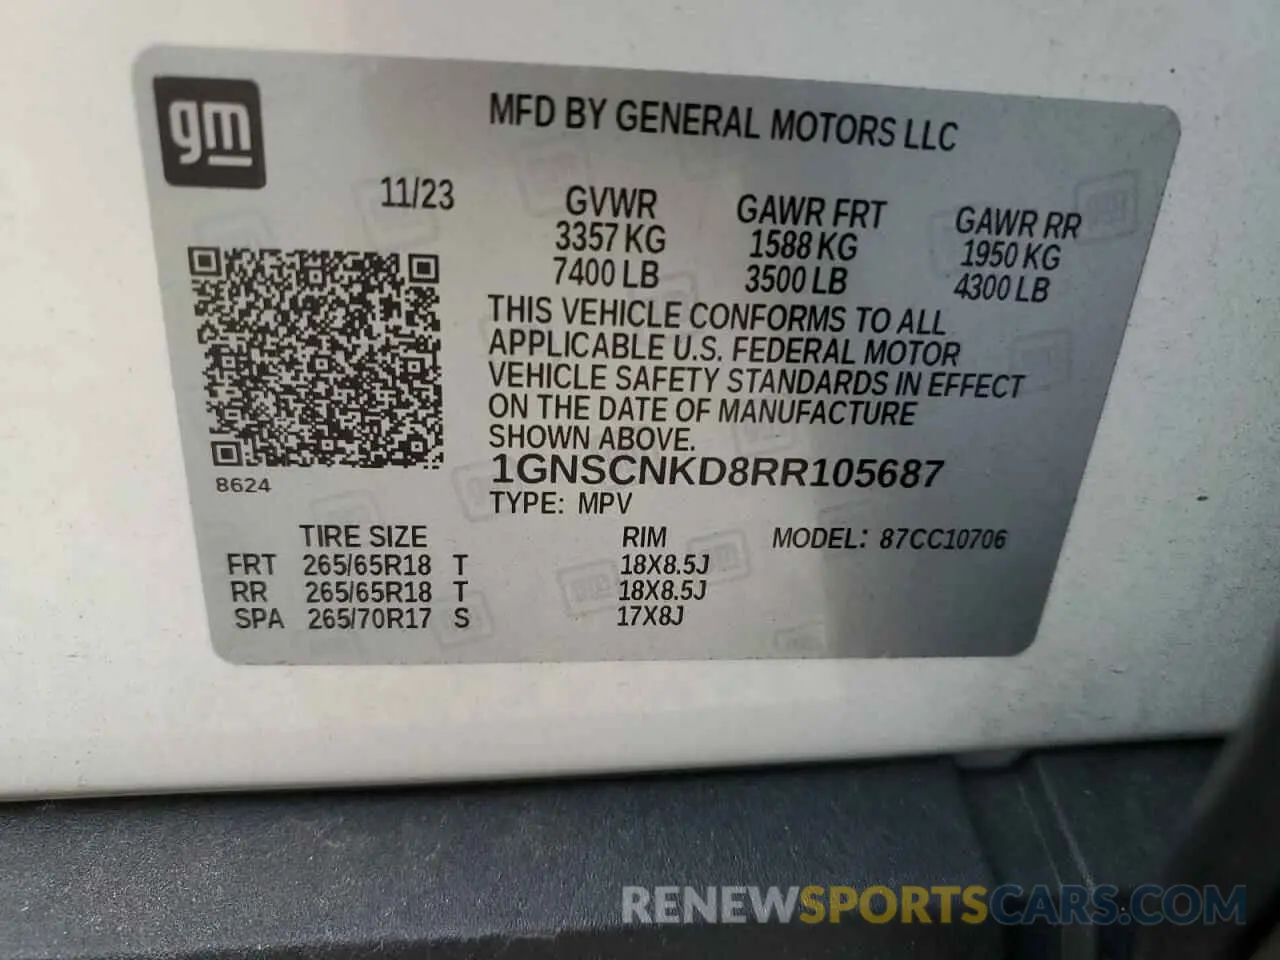 gm
MFD BY GENERAL MOTORS LLC
11/23
GVWR GAWR FRT GAWR RR
3357 KG 1588 KG 1950 KG
7400 LB 3500 LB 4300 LB
THIS VEHICLE CONFORMS TO ALL
APPLICABLE U.S. FEDERAL MOTOR
VEHICLE SAFETY STANDARDS IN EFFECT
ON THE DATE OF MANUFACTURE
SHOWN ABOVE.
8624
1GNSCNKD8RR105687
TYPE: MPV
TIRE SIZE RIM MODEL: 87CC10706
FRT 265/65R18 T 18X8.5J
RR 265/65R18 T 18X8.5J
SPA 265/70R17 S 17X8J
RENEWSPORTSCARS.COM